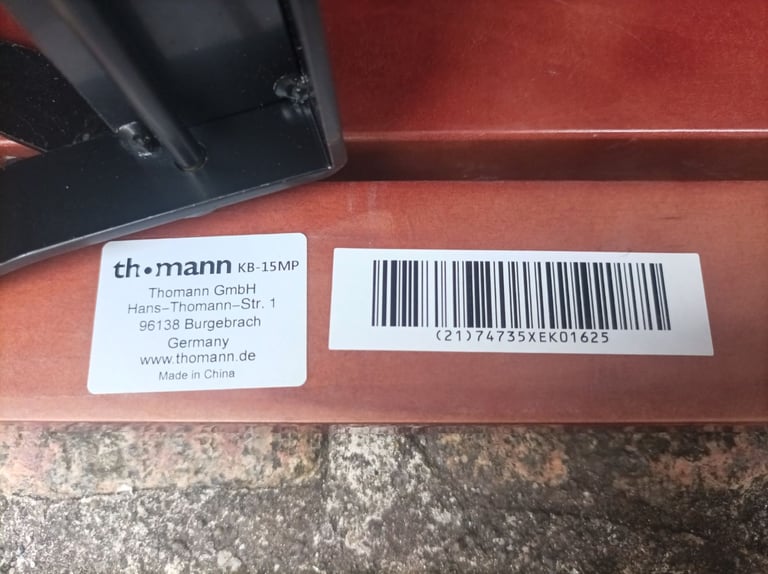 th•mann KB-15MP
Thomann GmbH
Hans-Thomann-Str. 1
96138 Burgebrach
Germany
www.thomann.de
Made in China
(21)74735XEK01625